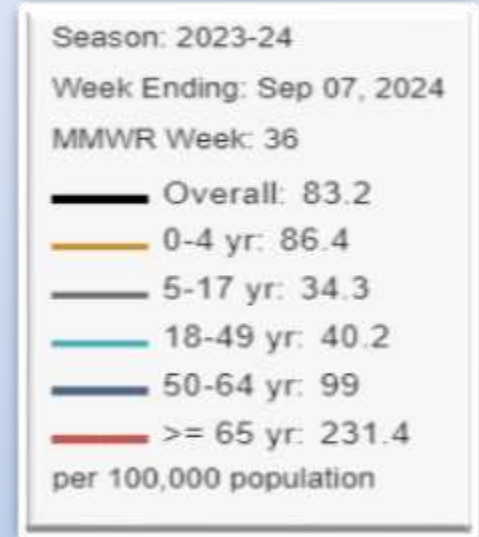 Season: 2023-24
Week Ending: Sep 07, 2024
MMWR Week: 36
Overall: 83.2
0-4 yr: 86.4
5-17 yr: 34.3
18-49 yr: 40.2
50-64 yr: 99
>= 65 yr: 231.4
per 100,000 population